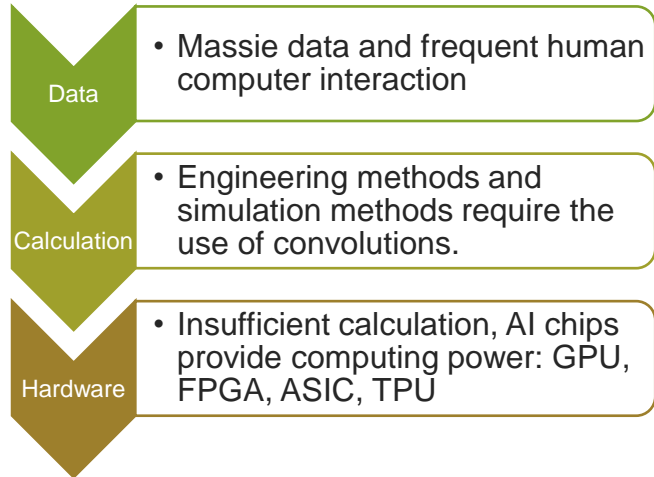 Data
• Massie data and frequent human
computer interaction
Calculation
• Engineering methods and
simulation methods require the
use of convolutions.
Hardware
• Insufficient calculation, AI chips
provide computing power: GPU,
FPGA, ASIC, TPU